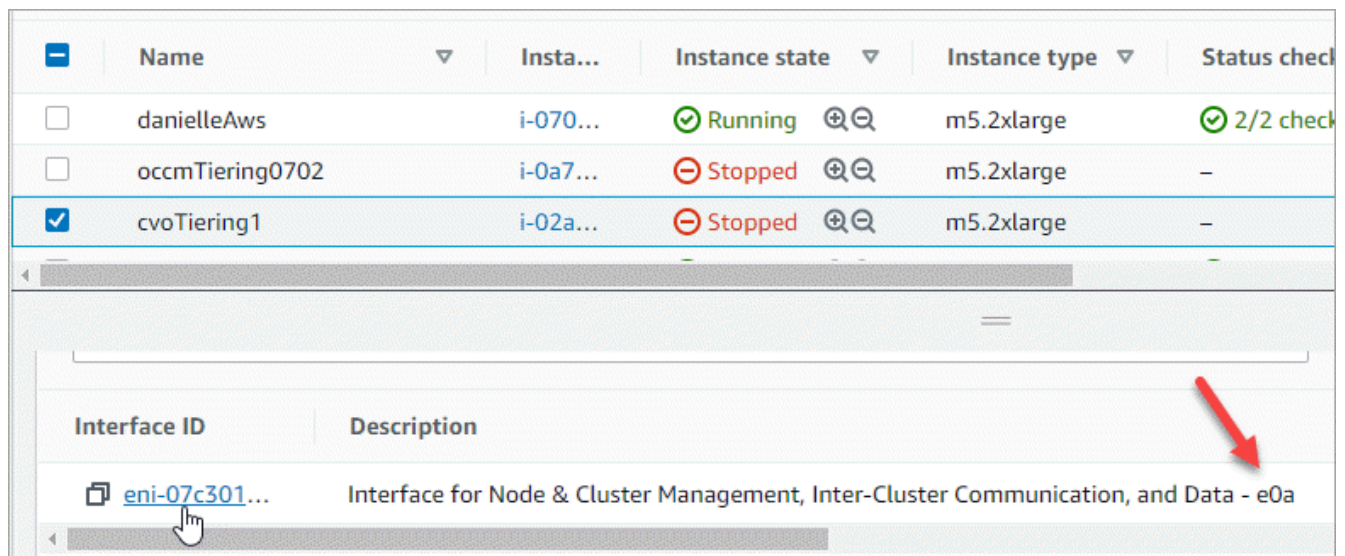 Name Insta... Instance state Instance type Status check
danielleAws i-070... Running m5.2xlarge 2/2 check
occmTiering0702 i-0a7... Stopped m5.2xlarge –
cvoTiering1 i-02a... Stopped m5.2xlarge –
Interface ID Description
eni-07c301... Interface for Node & Cluster Management, Inter-Cluster Communication, and Data - e0a